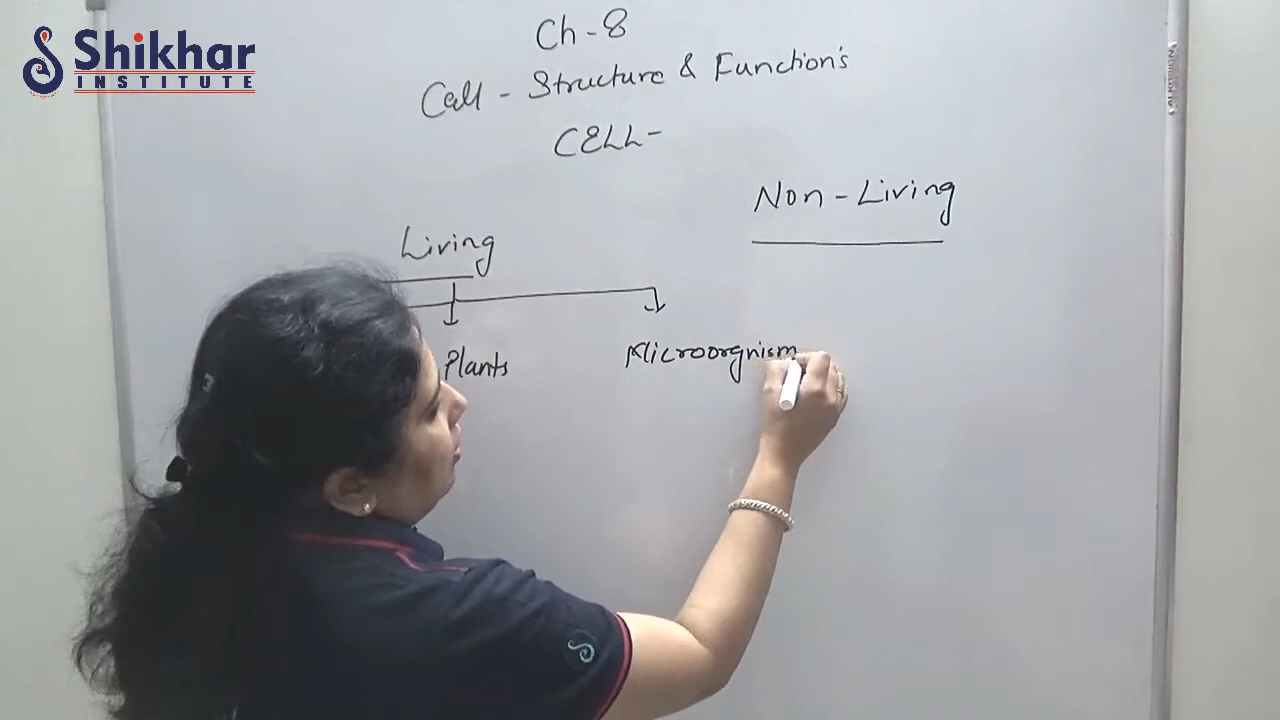 Shikhar
INSTITUTE
Ch-8
Cell - Structure & Function's
CELL-
Non-Living
Living
Plants
Microorgnism